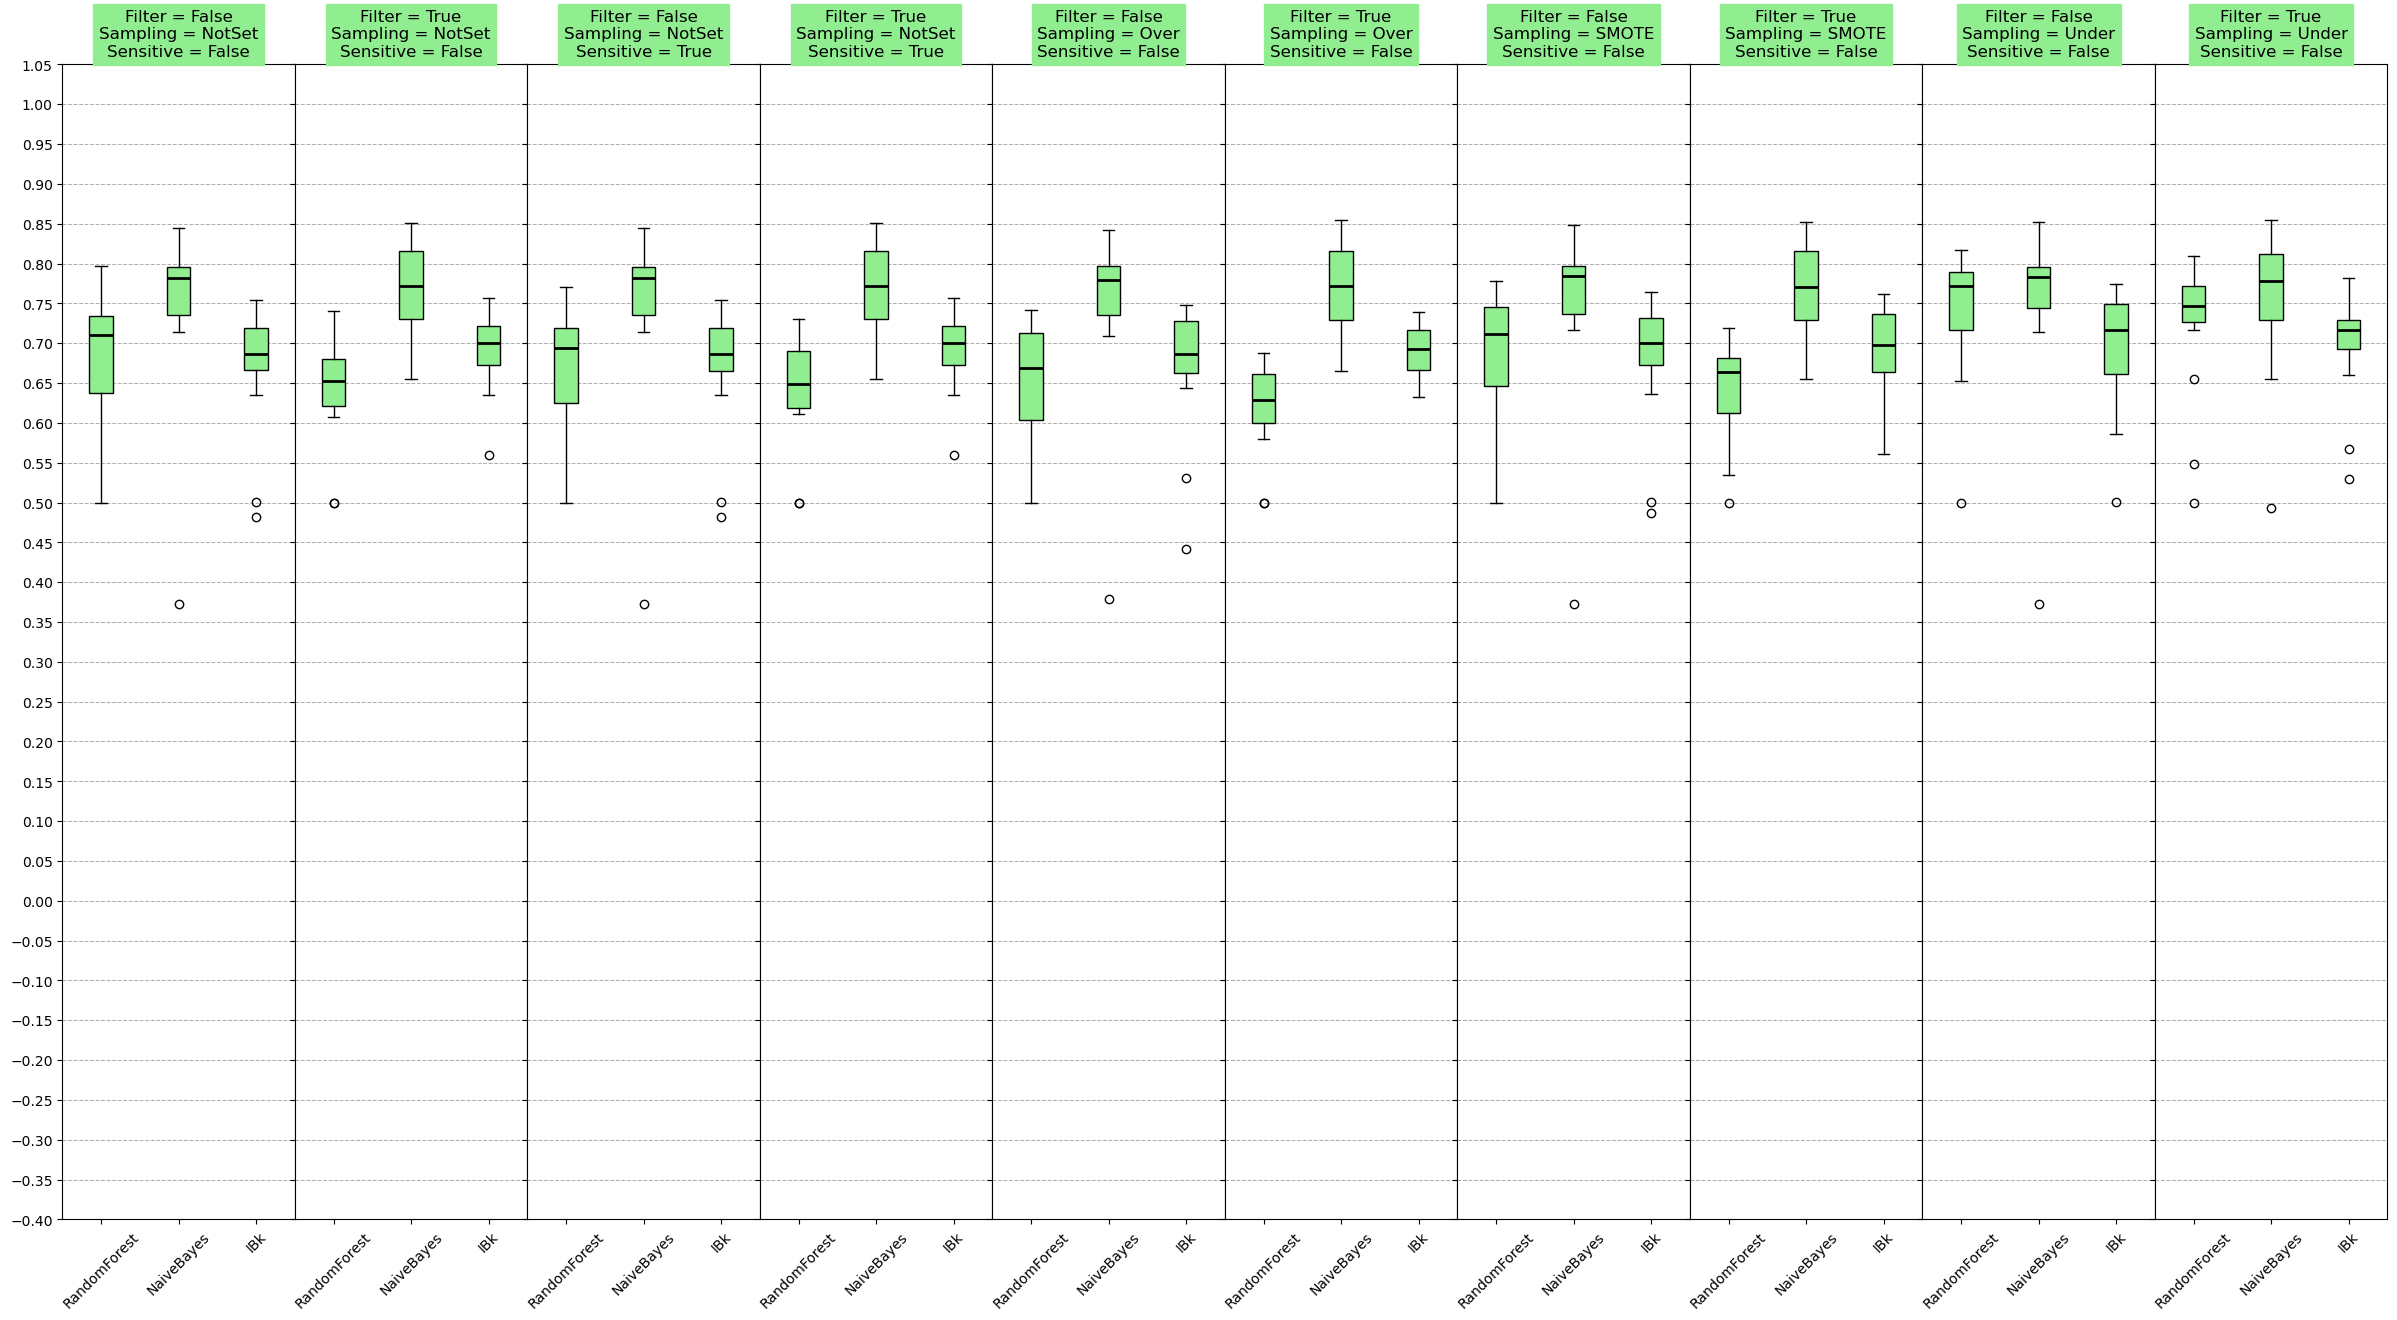 Filter = False
Sampling = NotSet
Sensitive = False
Filter = True
Sampling = NotSet
Sensitive = False
Filter = False
Sampling = NotSet
Sensitive = True
Filter = True
Sampling = NotSet
Sensitive = True
Filter = False
Sampling = Over
Sensitive = False
Filter = True
Sampling = Over
Sensitive = False
Filter = False
Sampling = SMOTE
Sensitive = False
Filter = True
Sampling = SMOTE
Sensitive = False
Filter = False
Sampling = Under
Sensitive = False
Filter = True
Sampling = Under
Sensitive = False
1.05
1.00
0.95
0.90
0.85
0.80
0.75
0.70
0.65
0.60
0.55
0.50
0.45
0.40
0.35
0.30
0.25
0.20
0.15
0.10
0.05
0.00
−0.05
−0.10
−0.15
−0.20
−0.25
−0.30
−0.35
−0.40
RandomForest
NaiveBayes
IBk
RandomForest
NaiveBayes
IBk
RandomForest
NaiveBayes
IBk
RandomForest
NaiveBayes
IBk
RandomForest
NaiveBayes
IBk
RandomForest
NaiveBayes
IBk
RandomForest
NaiveBayes
IBk
RandomForest
NaiveBayes
IBk
RandomForest
NaiveBayes
IBk
RandomForest
NaiveBayes
IBk